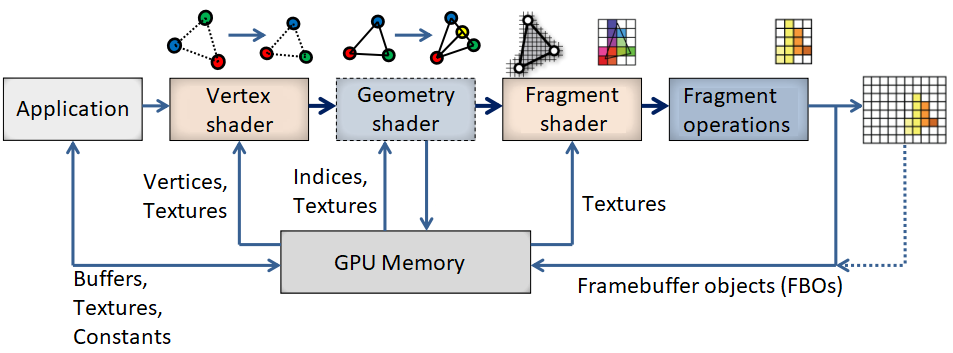 Application
Vertex
shader
Geometry
shader
Fragment
shader
Fragment
operations
Vertices,
Textures
Indices,
Textures
Textures
GPU Memory
Buffers,
Textures,
Constants
Framebuffer objects (FBOs)